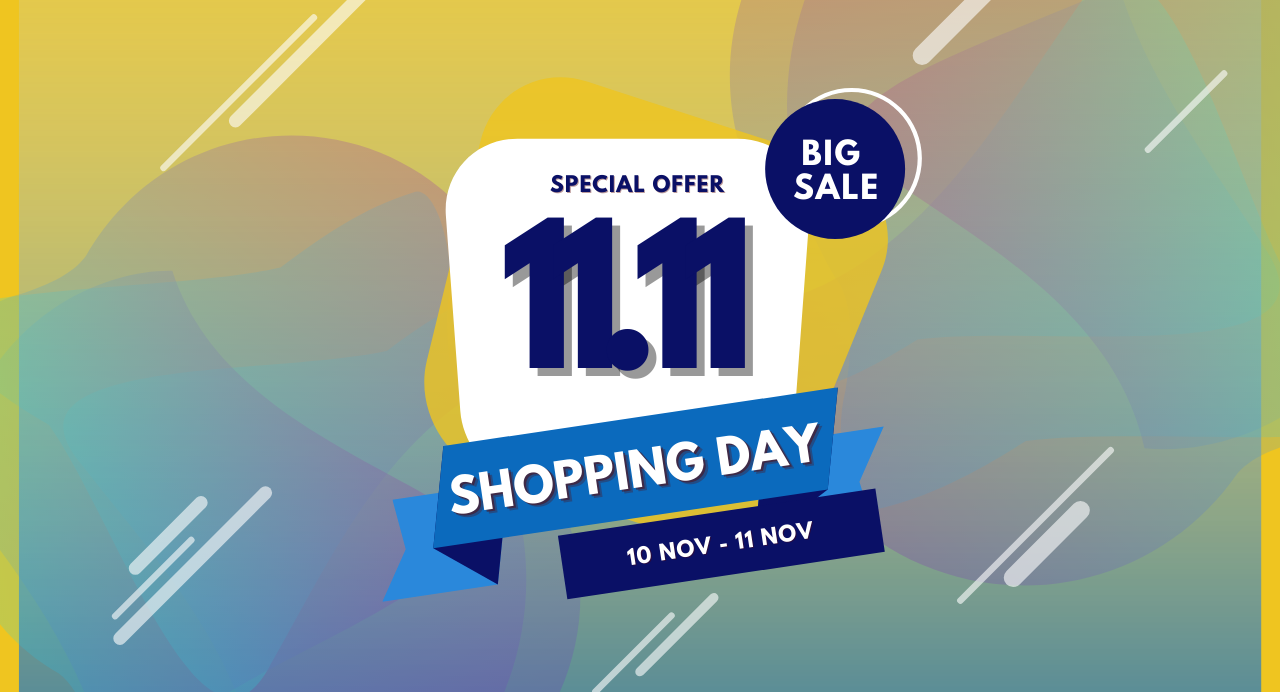 BIG
SALE
SPECIAL OFFER
11.11
SHOPPING DAY
10 NOV - 11 NOV